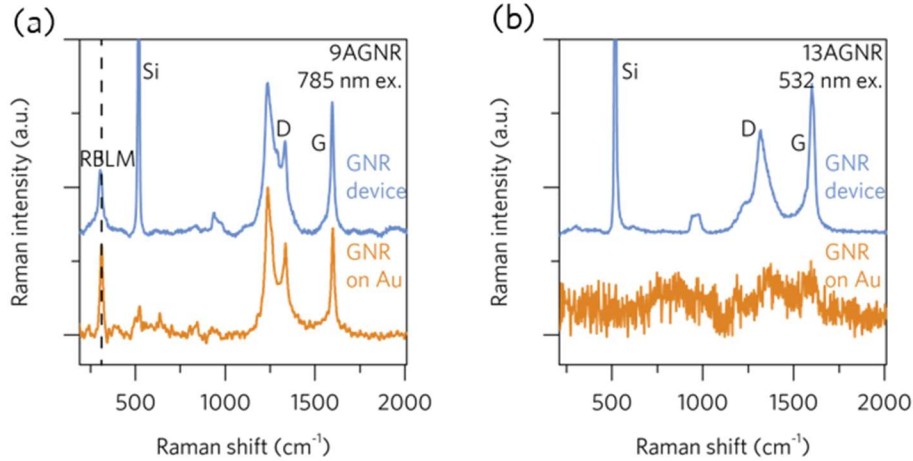 (a)
9AGNR
785 nm ex.
Si
RBLM
D
G
GNR
device
GNR
on Au
Raman intensity (a.u.)
500 1000 1500 2000
Raman shift (cm⁻¹)
(b)
13AGNR
532 nm ex.
Si
D
G
GNR
device
GNR
on Au
Raman intensity (a.u.)
500 1000 1500 2000
Raman shift (cm⁻¹)